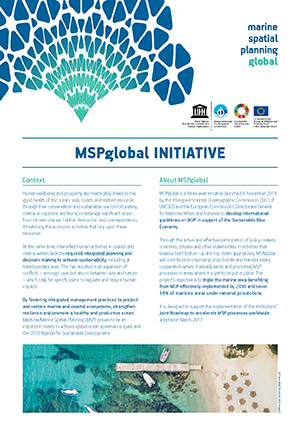 marine
spatial
planning
global
MSPglobal INITIATIVE
Context
Human wellbeing and prosperity are inextricably linked to the
good health of the ocean, seas, coasts and related resources
through their conservation and sustainable use. Unfortunately,
marine ecosystems are facing increasingly significant stress
from climate change, habitat destruction and overexploitation,
threatening the economic activities that rely upon these
resources.
At the same time, intensified human activities in coastal and
marine waters lack the required integrated planning and
decision-making to achieve sustainability, including at
transboundary areas. This has resulted in an expansion of
conflicts – amongst uses but also in between uses and nature
– which calls for specific plans to regulate and reduce human
impacts.
By fostering integrated management practices to protect
and restore marine and coastal ecosystems, strengthen
resilience and promote a healthy and productive ocean,
Maritime/Marine Spatial Planning (MSP) proves to be an
important means to achieve global ocean governance goals and
the 2030 Agenda for Sustainable Development.
About MSPglobal
MSPglobal is a three-year initiative launched in November 2018
by the Intergovernmental Oceanographic Commission (IOC) of
UNESCO and the European Commission's Directorate-General
for Maritime Affairs and Fisheries to develop international
guidelines on MSP in support of the Sustainable Blue
Economy.
Through the active and effective participation of policy-makers,
scientists, citizens and other stakeholders in activities that
balance both bottom-up and top-down approaches, MSPglobal
will contribute to improving cross-border and transboundary
cooperation where it already exists and promoting MSP
processes in areas where it is yet to be put in place. The
project's objective is to triple the marine area benefiting
from MSP effectively implemented by 2030 and cover
30% of maritime areas under national jurisdictions.
It is designed to support the implementation of the institutions'
Joint Roadmap to accelerate MSP processes worldwide,
adopted in March 2017.